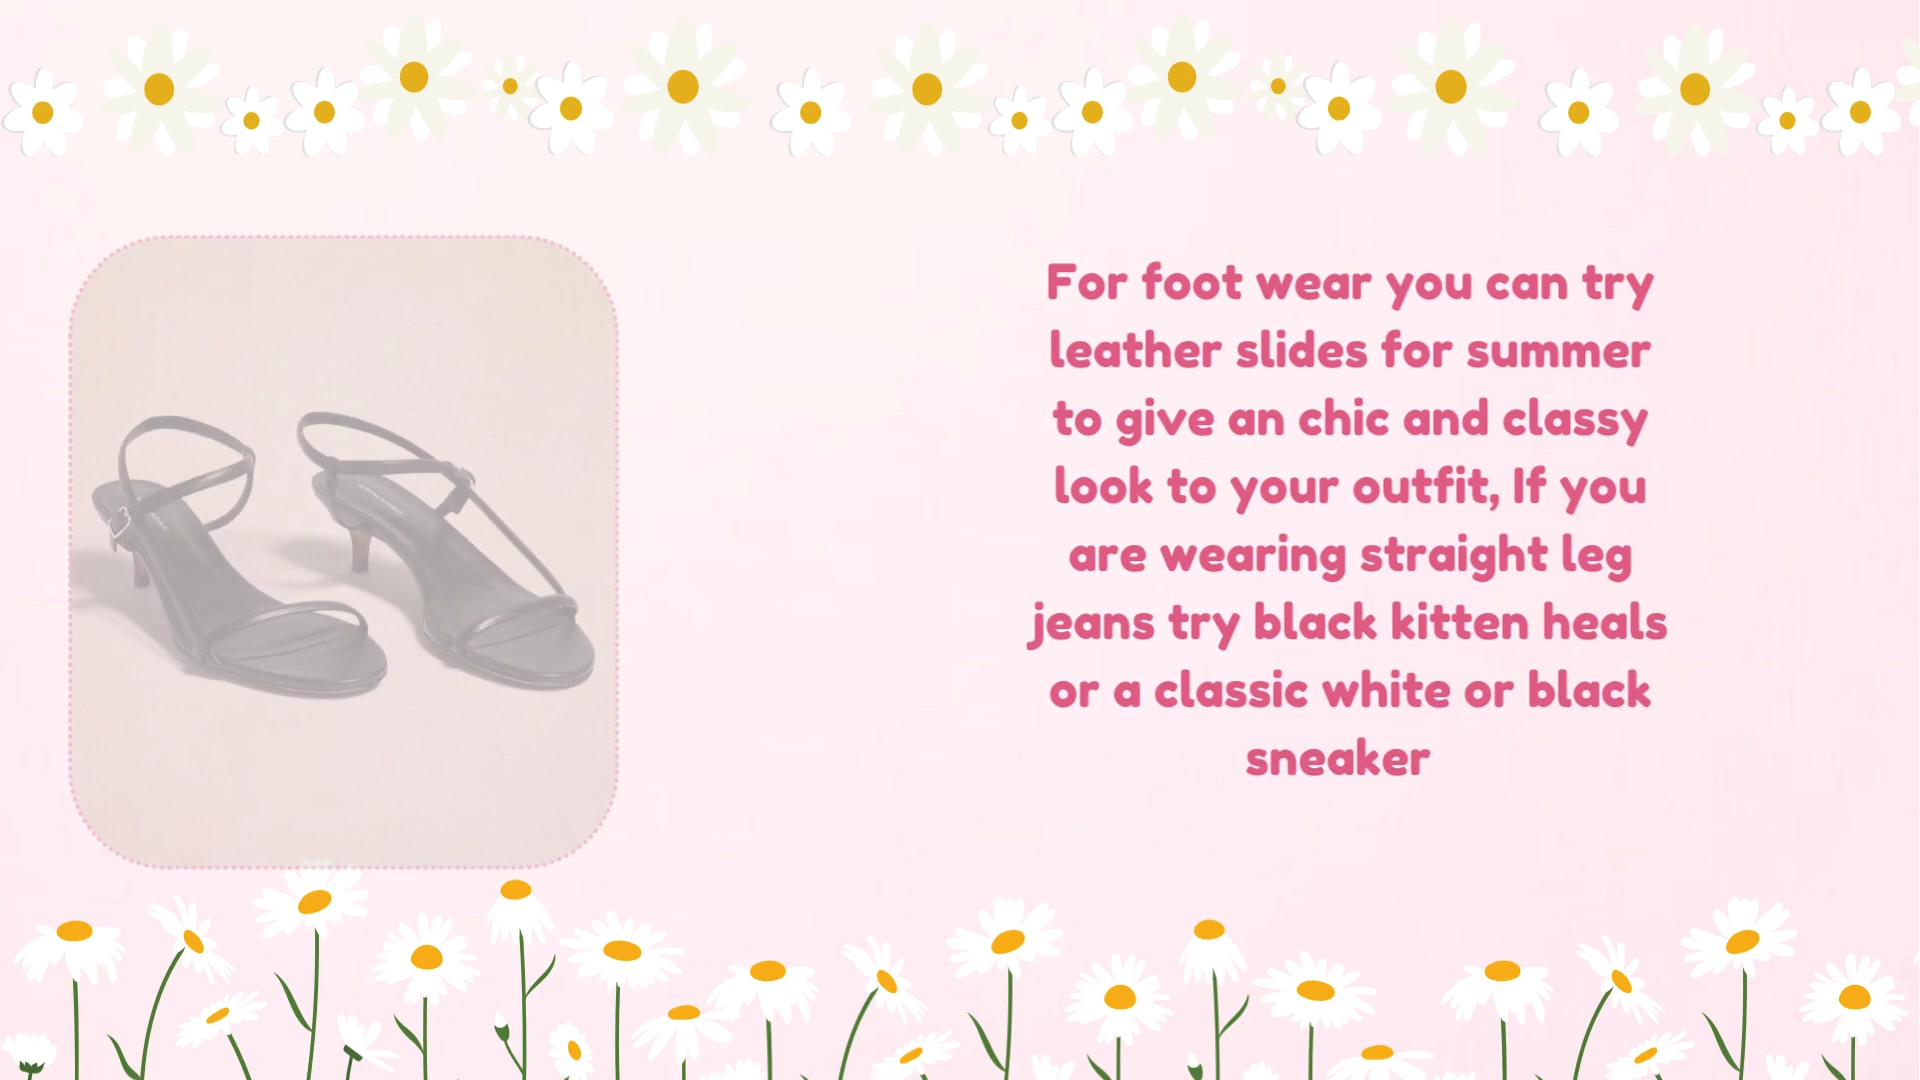 For foot wear you can try
leather slides for summer
to give an chic and classy
look to your outfit, If you
are wearing straight leg
jeans try black kitten heals
or a classic white or black
sneaker